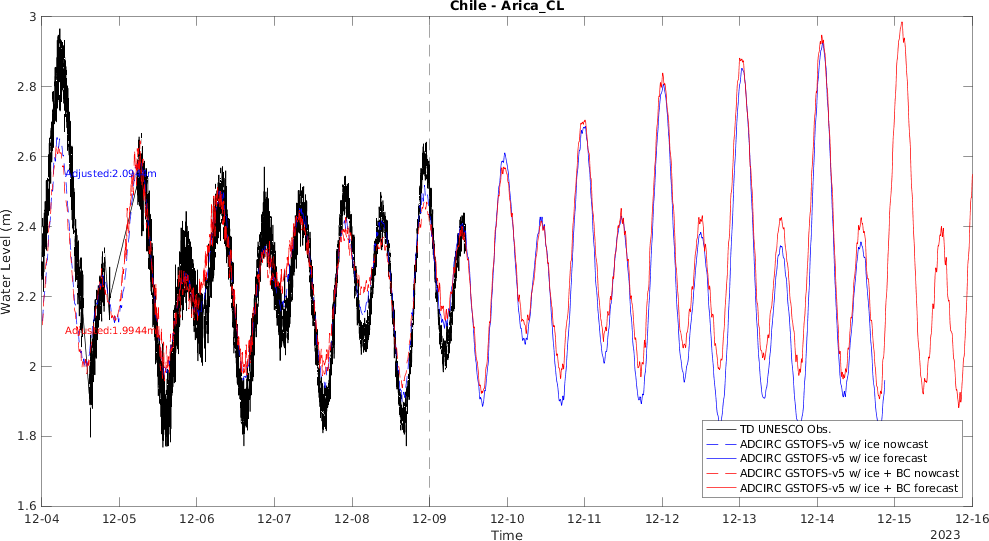 Chile - Arica_CL
3
2.8
2.6
2.4
2.2
2
1.8
1.6
Water Level (m)
Adjusted:1.9944m
TD UNESCO Obs.
ADCIRC GSTOFS-v5 w/ ice nowcast
ADCIRC GSTOFS-v5 w/ ice forecast
ADCIRC GSTOFS-v5 w/ ice + BC nowcast
ADCIRC GSTOFS-v5 w/ ice + BC forecast
12-04 12-05 12-06 12-07 12-08 12-09 12-10 12-11 12-12 12-13 12-14 12-15 12-16
Time
2023